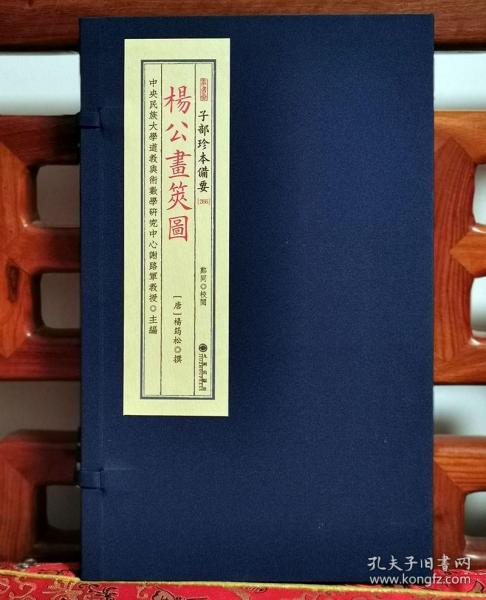 子部珍本備要
[266]
楊公畫筴圖
鄭同◎校閲
[唐]楊筠松◎撰
中央民族大學道教與術數學研究中心謝路軍教授◎主編
孔夫子旧書网
www.kongfz.com